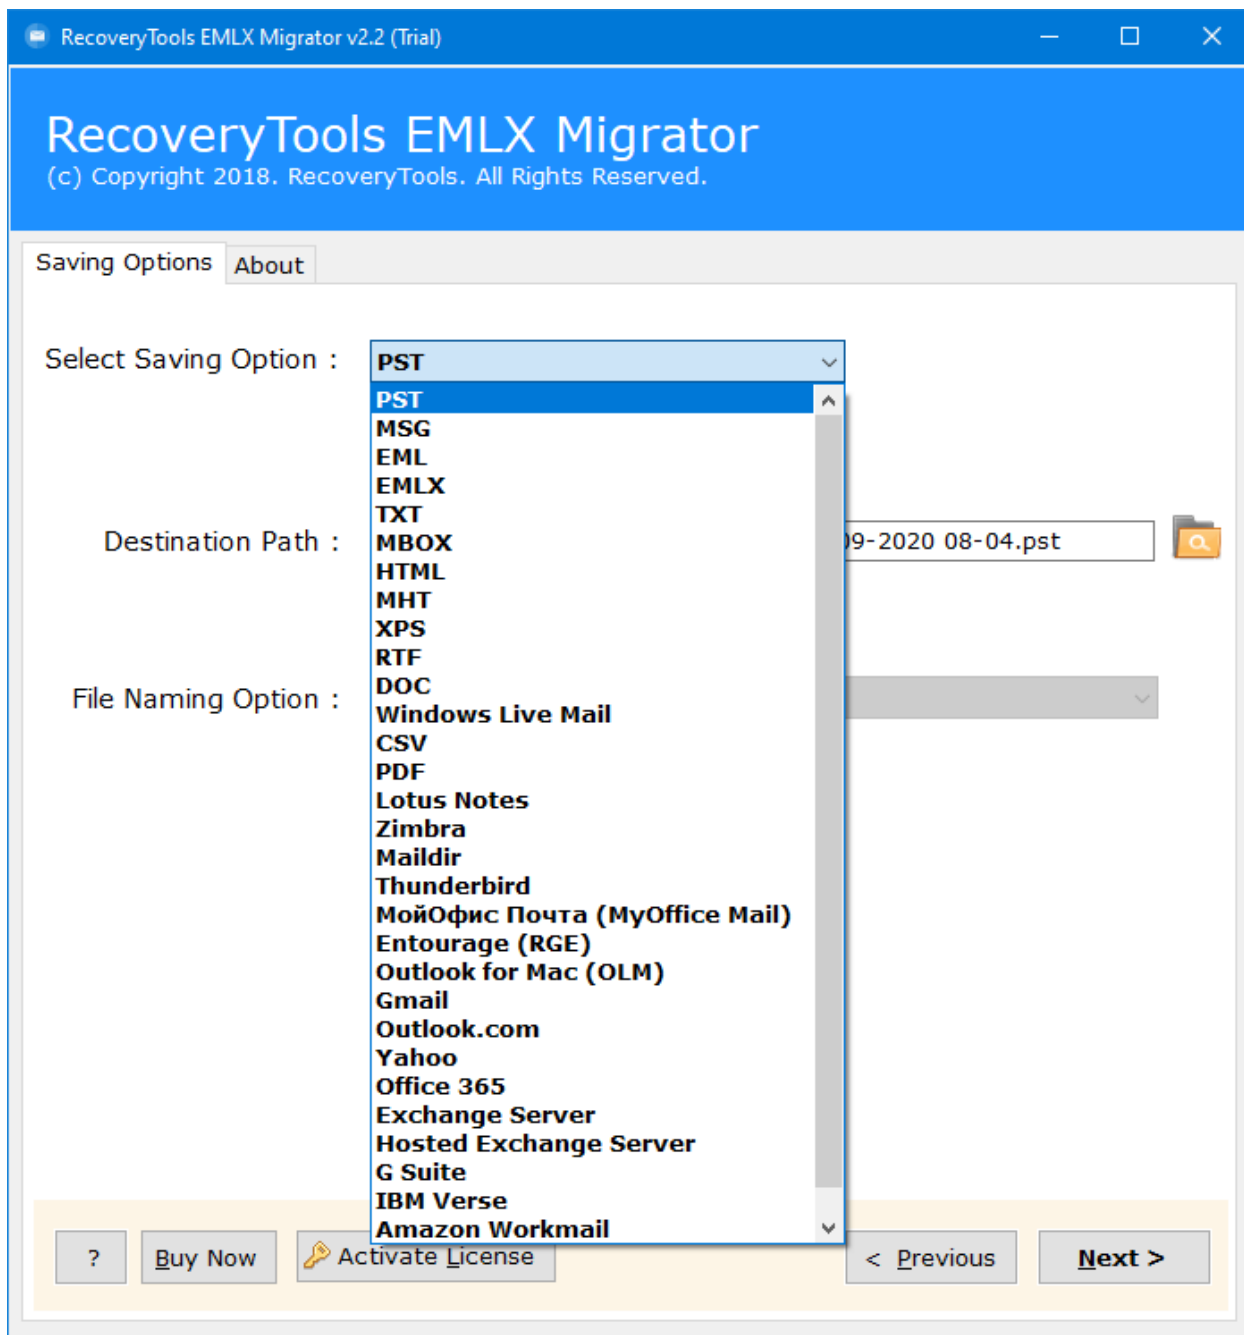 RecoveryTools EMLX Migrator v2.2 (Trial)
RecoveryTools EMLX Migrator
(c) Copyright 2018. RecoveryTools. All Rights Reserved.
Saving Options About
Select Saving Option : PST
PST
MSG
EML
EMLX
TXT
MBOX
HTML
MHT
XPS
RTF
DOC
Windows Live Mail
CSV
PDF
Lotus Notes
Zimbra
Maildir
Thunderbird
МойОфис Почта (MyOffice Mail)
Entourage (RGE)
Outlook for Mac (OLM)
Gmail
Outlook.com
Yahoo
Office 365
Exchange Server
Hosted Exchange Server
G Suite
IBM Verse
Amazon Workmail
Destination Path : 09-2020 08-04.pst
File Naming Option :
? Buy Now Activate License < Previous Next >